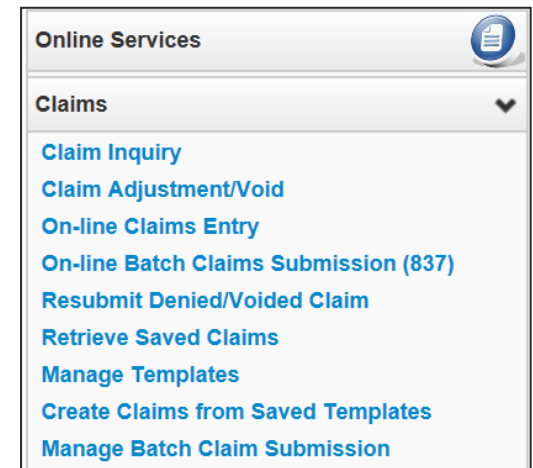 Online Services
Claims
Claim Inquiry
Claim Adjustment/Void
On-line Claims Entry
On-line Batch Claims Submission (837)
Resubmit Denied/Voided Claim
Retrieve Saved Claims
Manage Templates
Create Claims from Saved Templates
Manage Batch Claim Submission